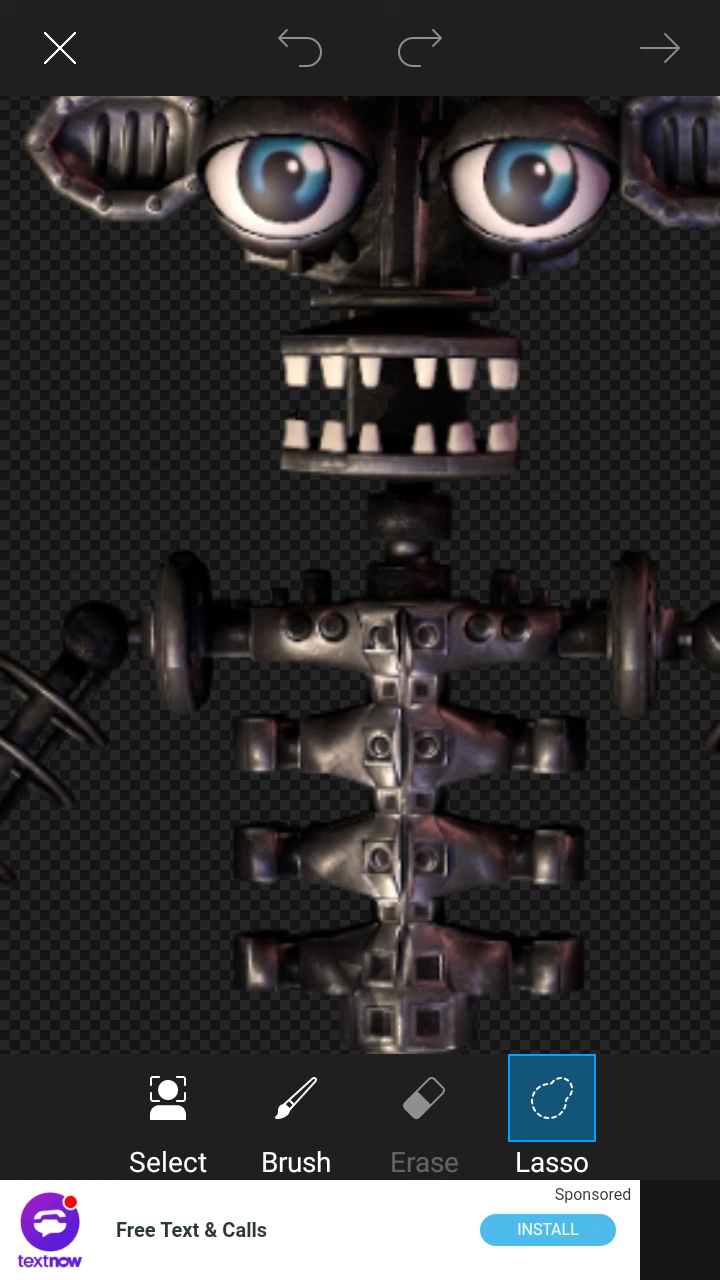 Select
Brush
Erase
Lasso
Sponsored
textnow
Free Text & Calls
INSTALL